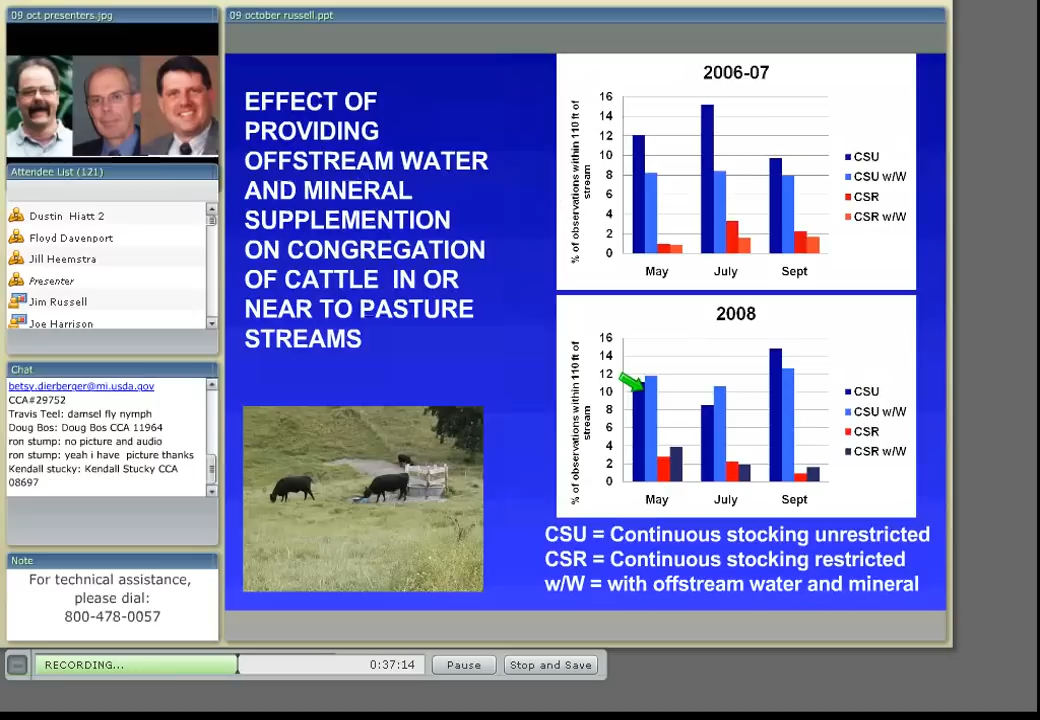 09 oct presenters.jpg
09 october russell.ppt
Attendee List (121)
Dustin Hiatt 2
Floyd Davenport
Jill Heemstra
Presenter
Jim Russell
Joe Harrison
Chat
betsy.dierberger@mi.usda.gov
CCA#29752
Travis Teel: damsel fly nymph
Doug Bos: Doug Bos CCA 11964
ron stump: no picture and audio
ron stump: yeah i have picture thanks
Kendall stucky: Kendall Stucky CCA
08697
Note
For technical assistance,
please dial:
800-478-0057
EFFECT OF
PROVIDING
OFFSTREAM WATER
AND MINERAL
SUPPLEMENTION
ON CONGREGATION
OF CATTLE IN OR
NEAR TO PASTURE
STREAMS
2006-07
% of observations within 110 ft of
stream
16
14
12
10
8
6
4
2
0
May
July
Sept
CSU
CSU w/W
CSR
CSR w/W
2008
% of observations within 110 ft of
stream
16
14
12
10
8
6
4
2
0
May
July
Sept
CSU
CSU w/W
CSR
CSR w/W
CSU = Continuous stocking unrestricted
CSR = Continuous stocking restricted
w/W = with offstream water and mineral
RECORDING...
0:37:14
Pause
Stop and Save